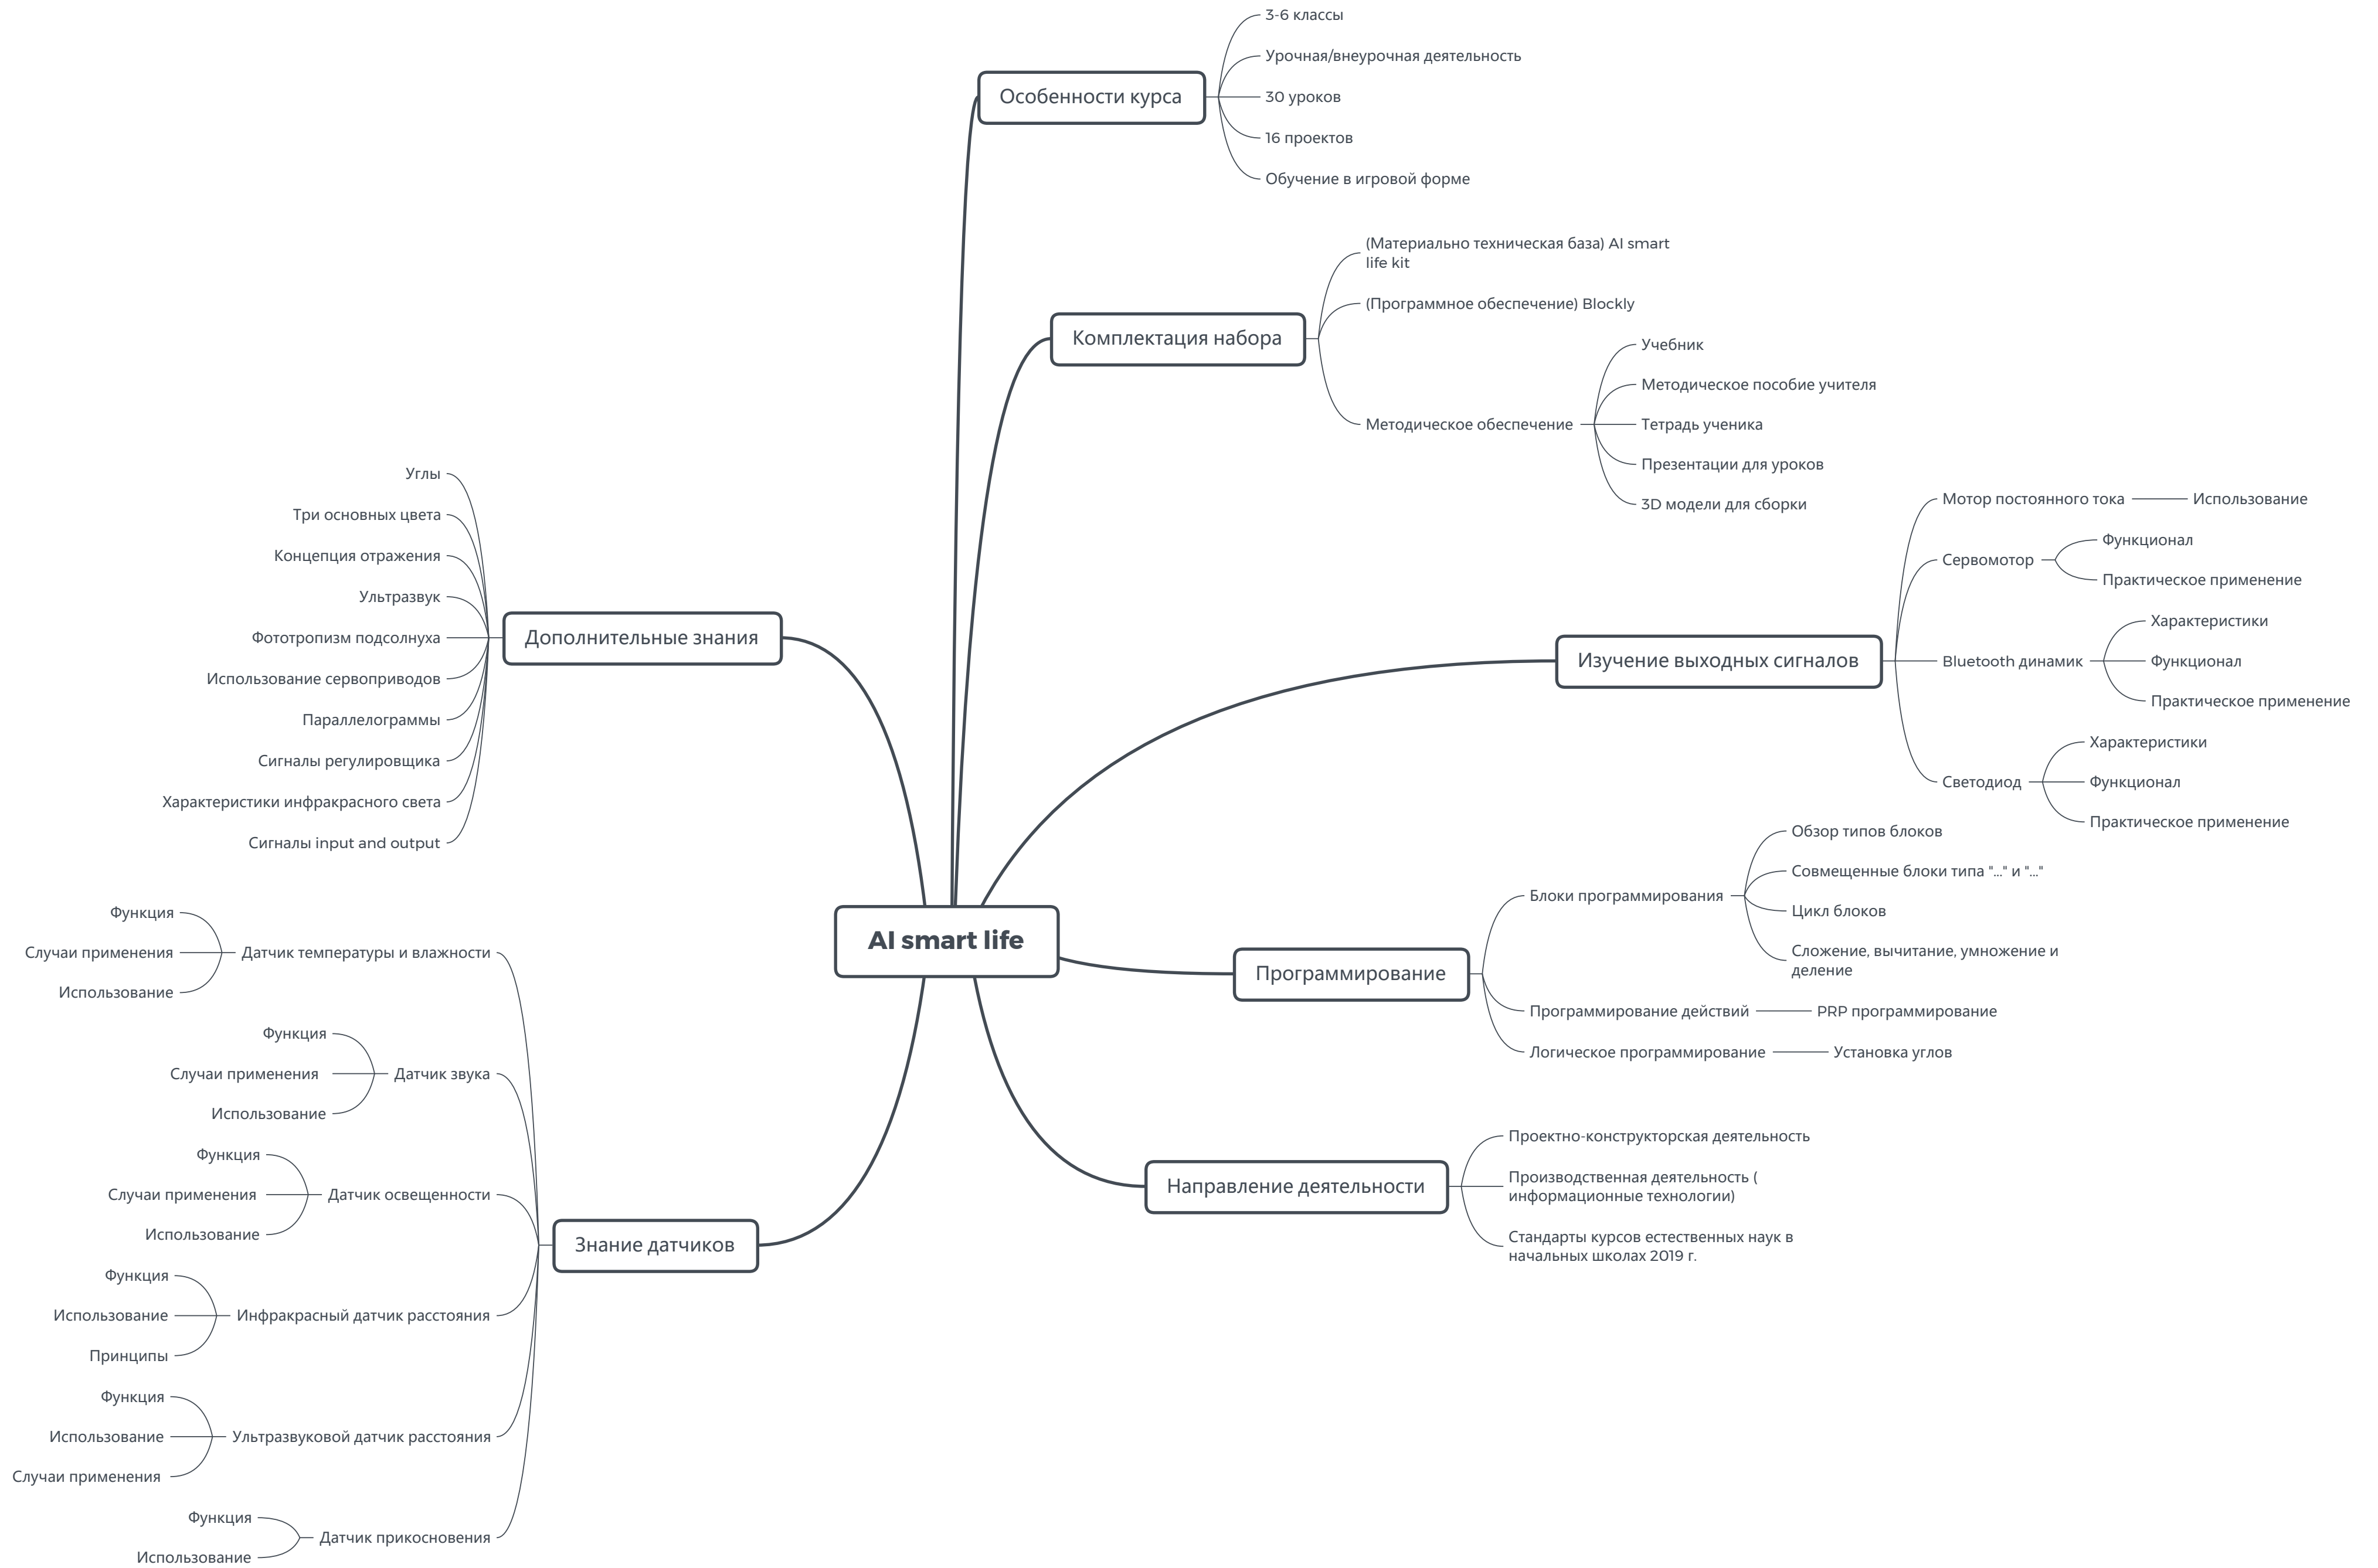 3-6 классы
Урочная/внеурочная деятельность
Особенности курса
30 уроков
16 проектов
Обучение в игровой форме
(Материально техническая база) AI smart
life kit
(Программное обеспечение) Blockly
Комплектация набора
Учебник
Методическое пособие учителя
Методическое обеспечение
Тетрадь ученика
Презентации для уроков
3D модели для сборки
Мотор постоянного тока
Использование
Функционал
Сервомотор
Практическое применение
Характеристики
Изучение выходных сигналов
Bluetooth динамик
Функционал
Практическое применение
Характеристики
Светодиод
Функционал
Практическое применение
Углы
Три основных цвета
Концепция отражения
Ультразвук
Фототропизм подсолнуха
Дополнительные знания
Использование сервоприводов
Параллелограммы
Сигналы регулировщика
Характеристики инфракрасного света
Сигналы input and output
AI smart life
Обзор типов блоков
Блоки программирования
Совмещенные блоки типа "..." и "..."
Цикл блоков
Сложение, вычитание, умножение и
деление
Программирование
Программирование действий
PRP программирование
Логическое программирование
Установка углов
Проектно-конструкторская деятельность
Направление деятельности
Производственная деятельность (
информационные технологии)
Стандарты курсов естественных наук в
начальных школах 2019 г.
Функция
Случаи применения
Датчик температуры и влажности
Использование
Функция
Случаи применения
Датчик звука
Использование
Функция
Случаи применения
Датчик освещенности
Использование
Знание датчиков
Функция
Использование
Инфракрасный датчик расстояния
Принципы
Функция
Использование
Ультразвуковой датчик расстояния
Случаи применения
Функция
Датчик прикосновения
Использование